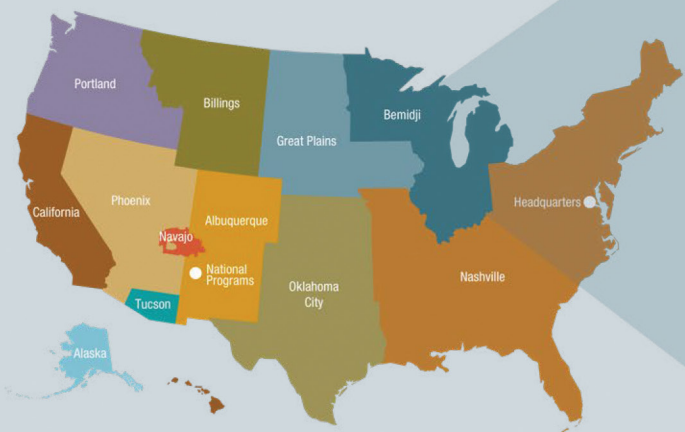 Portland
Billings
Bemidji
Great Plains
Phoenix
California
Albuquerque
Headquarters
Navajo
National
Programs
Nashville
Oklahoma
City
Tucson
Alaska